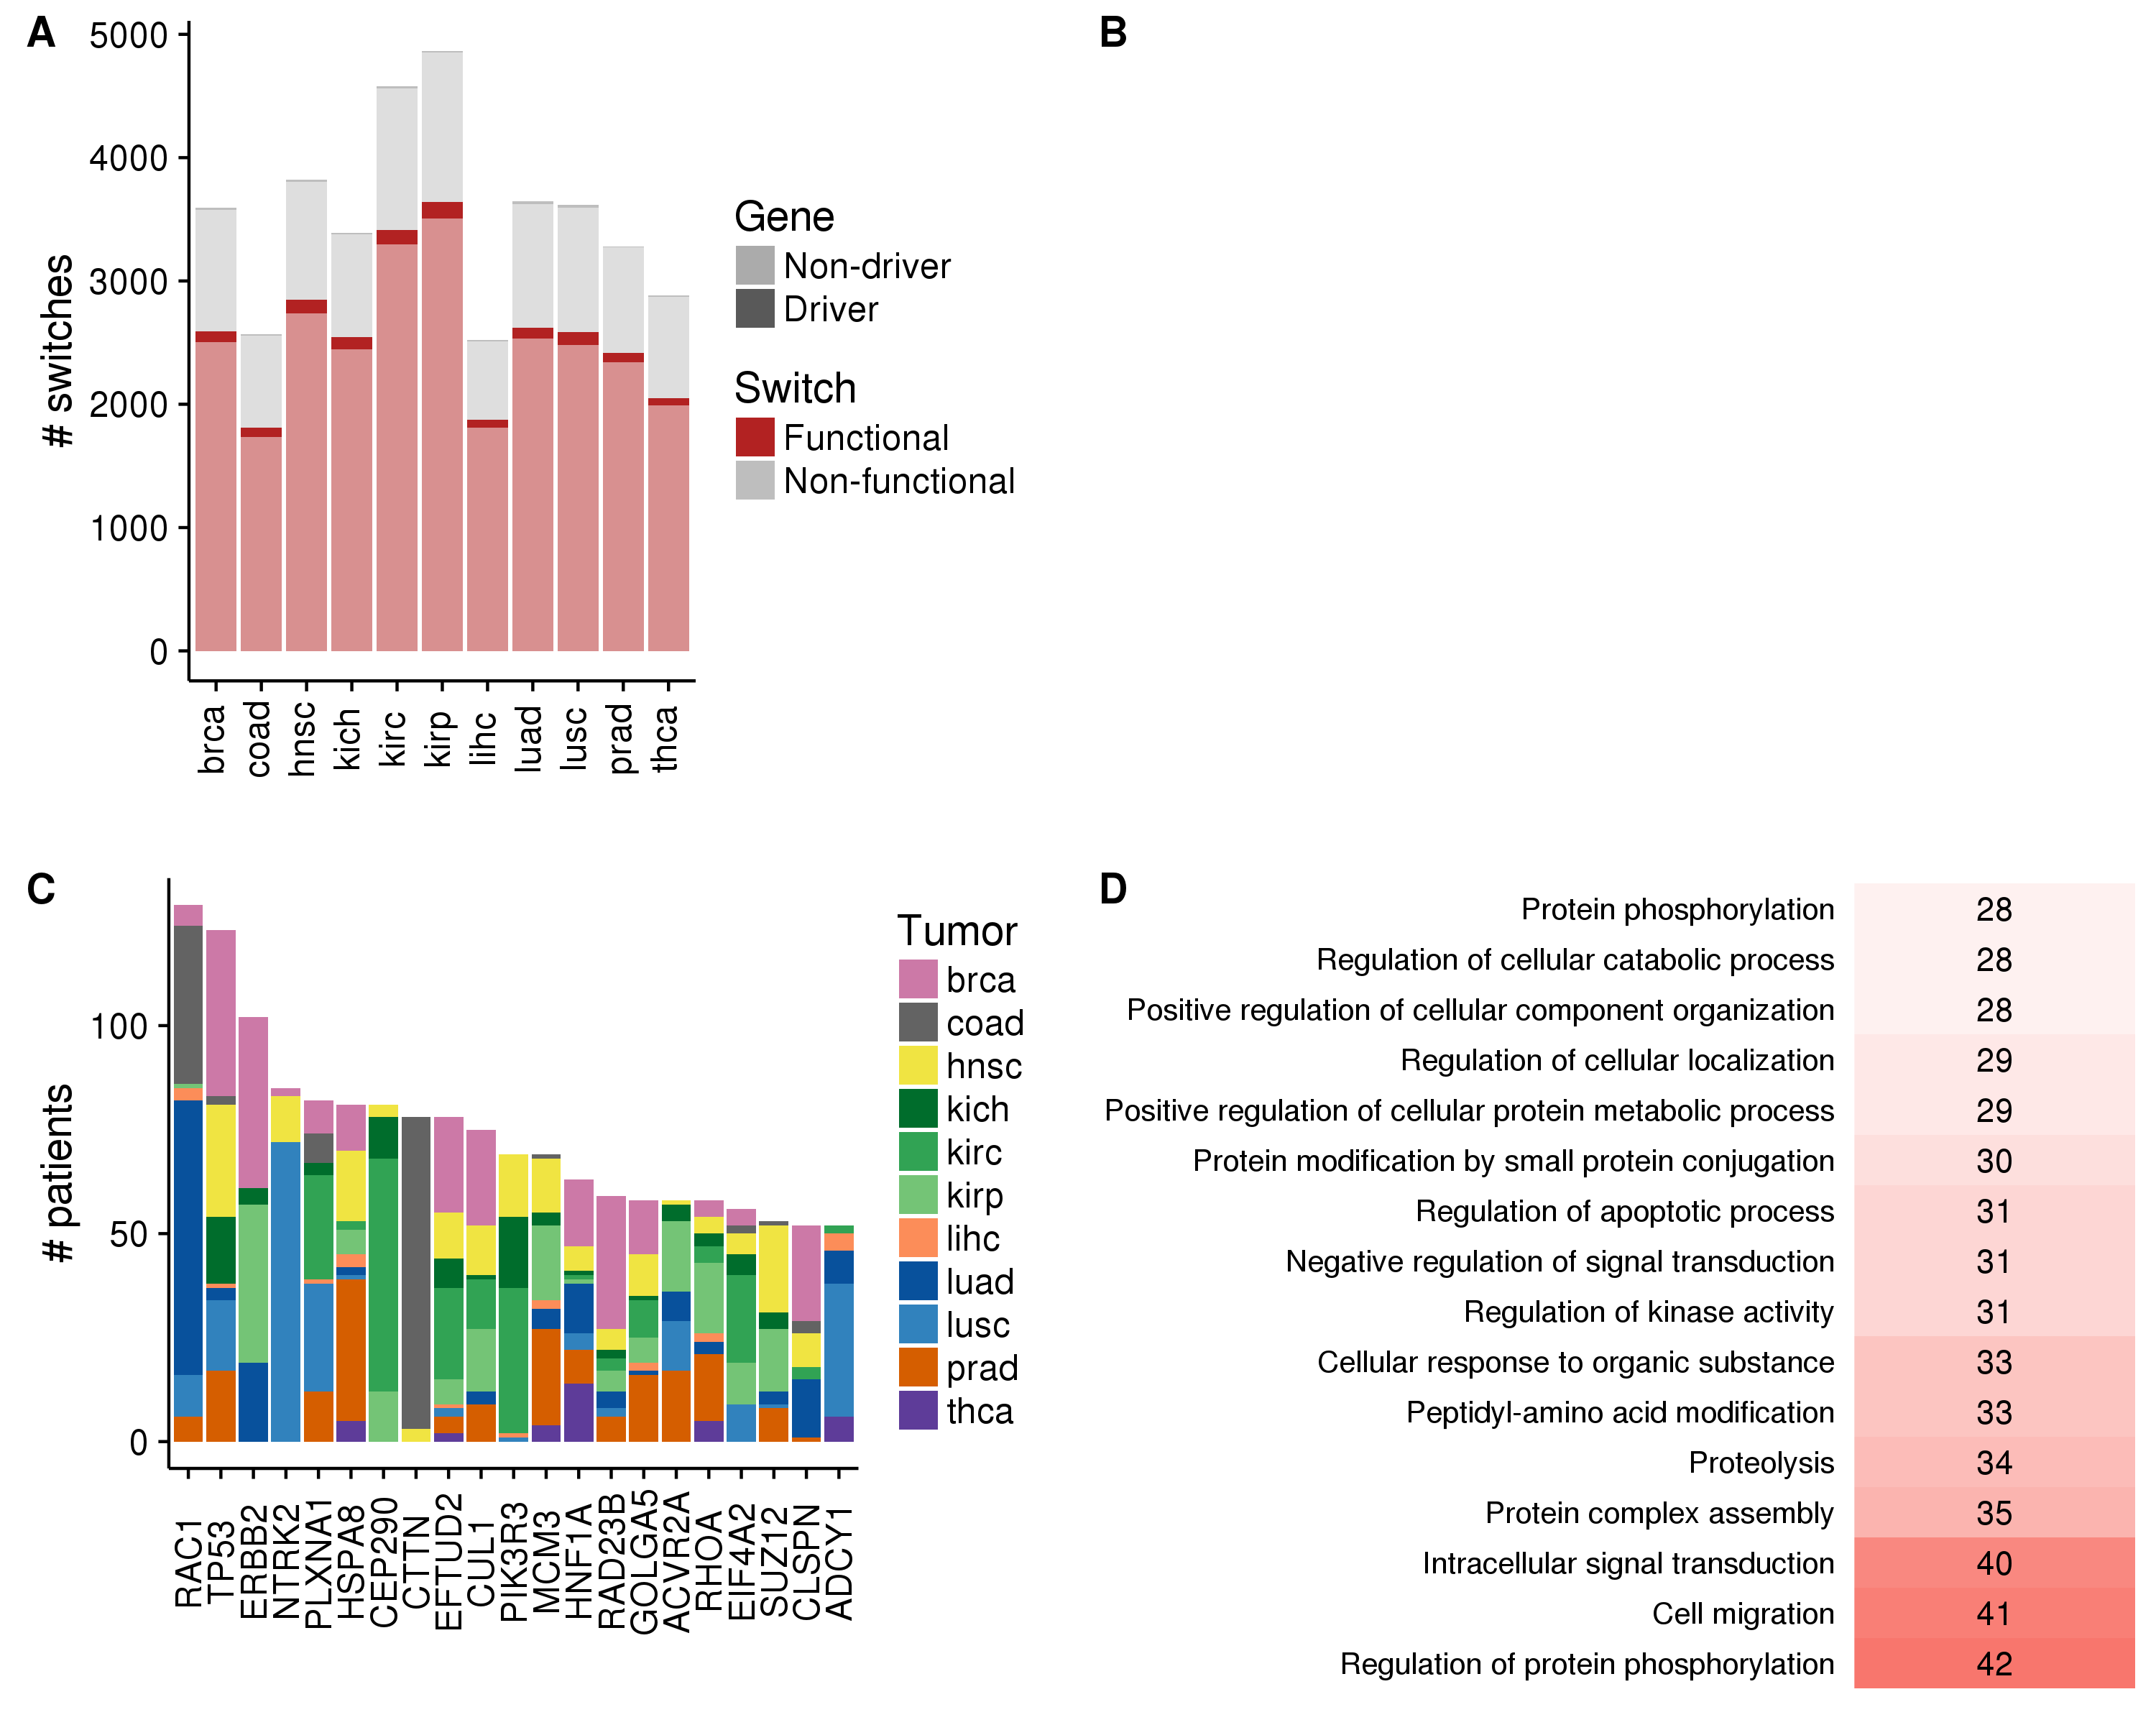 A
5000
4000
3000
2000
1000
0
# switches
brca
coad
hnsc
kich
kirc
kirp
lihc
luad
lusc
prad
thca
Gene
Non-driver
Driver
Switch
Functional
Non-functional
B
C
100
50
0
# patients
RAC1
TP53
ERBB2
NTRK2
PLXNA1
HSPA8
CEP290
CTTN
EFTUD2
CUL1
PIK3R3
MCM3
HNF1A
RAD23B
GOLGA5
ACVR2A
RHOA
EIF4A2
SUZ12
CLSPN
ADCY1
Tumor
brca
coad
hnsc
kich
kirc
kirp
lihc
luad
lusc
prad
thca
D
Protein phosphorylation 28
Regulation of cellular catabolic process 28
Positive regulation of cellular component organization 28
Regulation of cellular localization 29
Positive regulation of cellular protein metabolic process 29
Protein modification by small protein conjugation 30
Regulation of apoptotic process 31
Negative regulation of signal transduction 31
Regulation of kinase activity 31
Cellular response to organic substance 33
Peptidyl-amino acid modification 33
Proteolysis 34
Protein complex assembly 35
Intracellular signal transduction 40
Cell migration 41
Regulation of protein phosphorylation 42